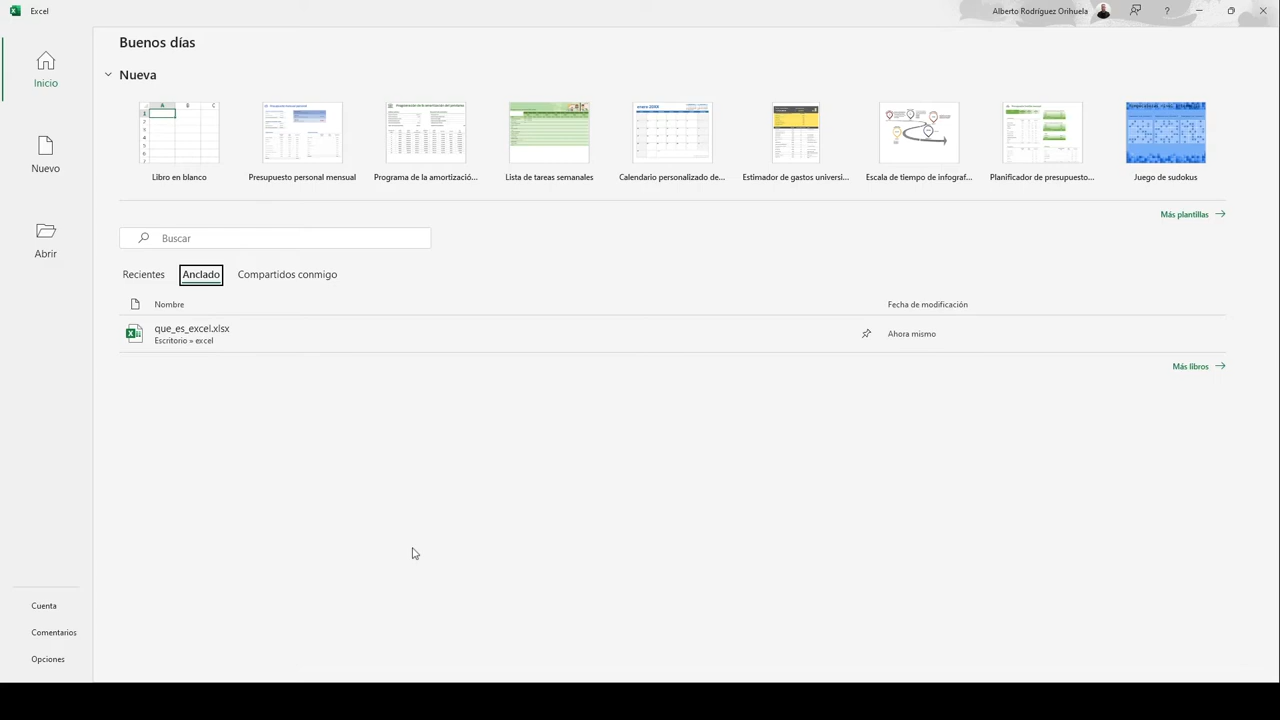 Excel
Alberto Rodríguez Orihuela
?
Inicio
Nuevo
Abrir
Cuenta
Comentarios
Opciones
Buenos días
Nueva
Libro en blanco
Presupuesto personal mensual
Programa de la amortizació...
Lista de tareas semanales
Calendario personalizado de...
Estimador de gastos universi...
Escala de tiempo de infograf...
Planificador de presupuesto...
Juego de sudokus
Más plantillas
Buscar
Recientes Anclado Compartidos conmigo
Nombre Fecha de modificación
que_es_excel.xlsx Ahora mismo
Escritorio » excel
Más libros